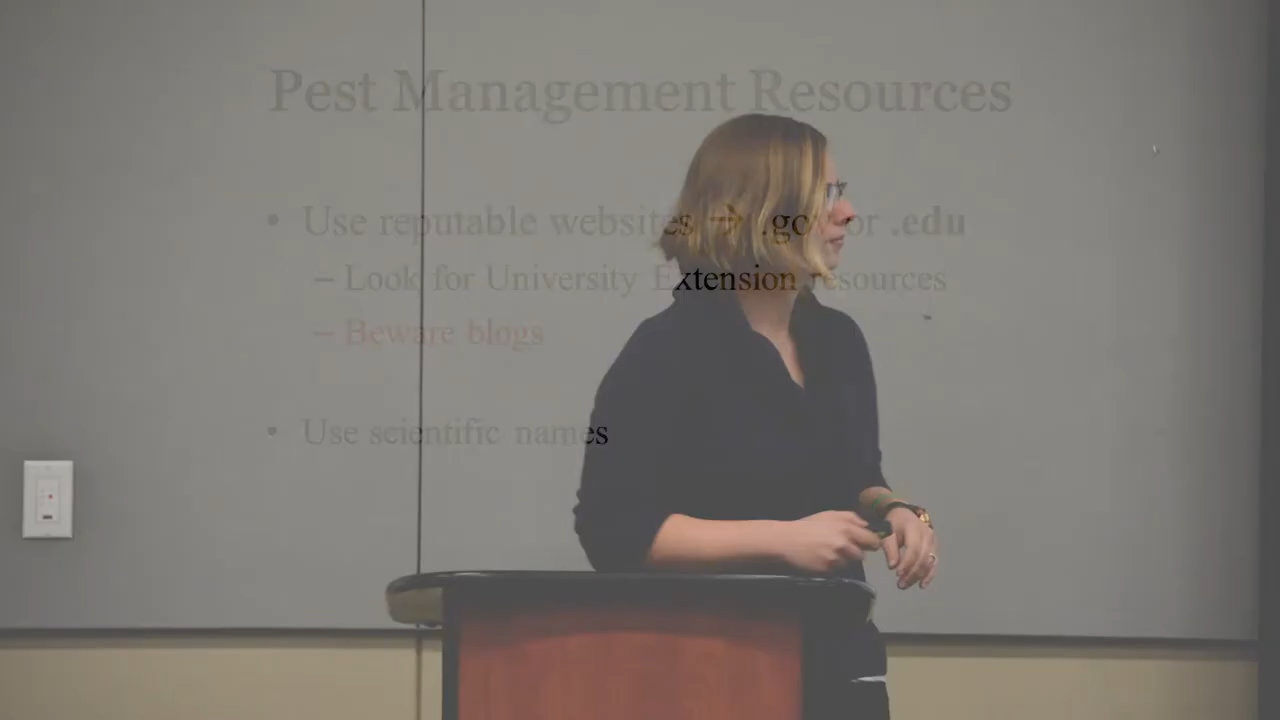 Pest Management Resources
• Use reputable websites → .gov or .edu
– Look for University Extension resources
– Beware blogs
• Use scientific names